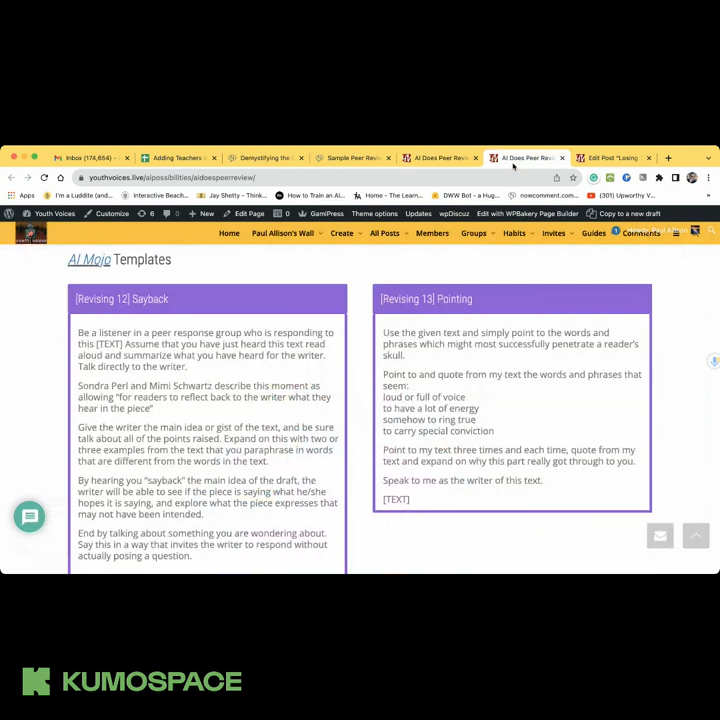 Inbox (174,654) -
Adding Teachers
Demystifying the
Sample Peer Revie
AI Does Peer Revie
AI Does Peer Revie
Edit Post "Losing
youthvoices.live/aipossibilities/aidoespeerreview/
Apps
I'm a Luddite (and...
Interactive Beach...
Jay Shetty - Think...
How to Train an AI...
Home - The Learn...
DWW Bot - a Hug...
nowcomment.com...
(301) Upworthy V...
Youth Voices
Customize
6
0
New
Edit Page
0
GamiPress
Theme options
Updates
wpDiscuz
Edit with WPBakery Page Builder
Copy to a new draft
Home
Paul Allison's Wall
Create
All Posts
Members
Groups
Habits
Invites
Guides
Comments
AI Mojo Templates
[Revising 12] Sayback
Be a listener in a peer response group who is responding to
this [TEXT] Assume that you have just heard this text read
aloud and summarize what you have heard for the writer.
Talk directly to the writer.
Sondra Perl and Mimi Schwartz describe this moment as
allowing "for readers to reflect back to the writer what they
hear in the piece"
Give the writer the main idea or gist of the text, and be sure
talk about all of the points raised. Expand on this with two or
three examples from the text that you paraphrase in words
that are different from the words in the text.
By hearing you "sayback" the main idea of the draft, the
writer will be able to see if the piece is saying what he/she
hopes it is saying, and explore what the piece expresses that
may not have been intended.
End by talking about something you are wondering about.
Say this in a way that invites the writer to respond without
actually posing a question.
[Revising 13] Pointing
Use the given text and simply point to the words and
phrases which might most successfully penetrate a reader's
skull.
Point to and quote from my text the words and phrases that
seem:
loud or full of voice
to have a lot of energy
somehow to ring true
to carry special conviction
Point to my text three times and each time, quote from my
text and expand on why this part really got through to you.
Speak to me as the writer of this text.
[TEXT]
KUMOSPACE